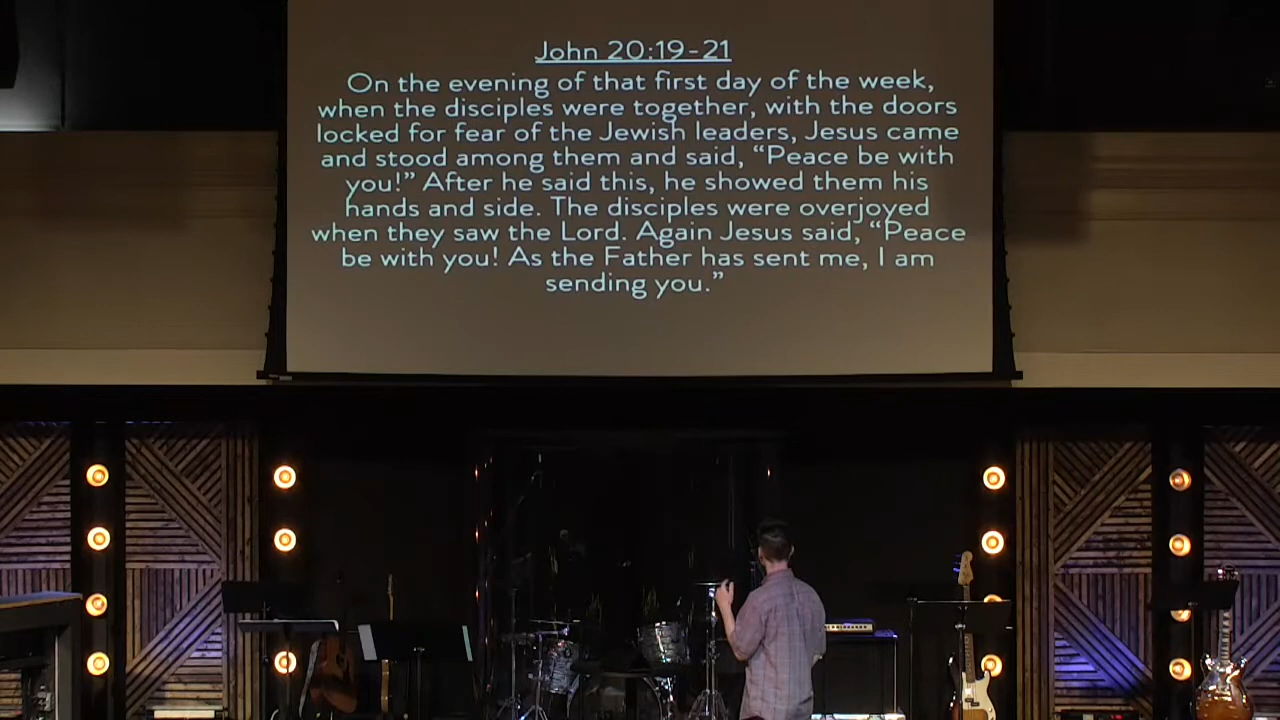 John 20:19-21
On the evening of that first day of the week,
when the disciples were together, with the doors
locked for fear of the Jewish leaders, Jesus came
and stood among them and said, “Peace be with
you!” After he said this, he showed them his
hands and side. The disciples were overjoyed
when they saw the Lord. Again Jesus said, “Peace
be with you! As the Father has sent me, I am
sending you.”